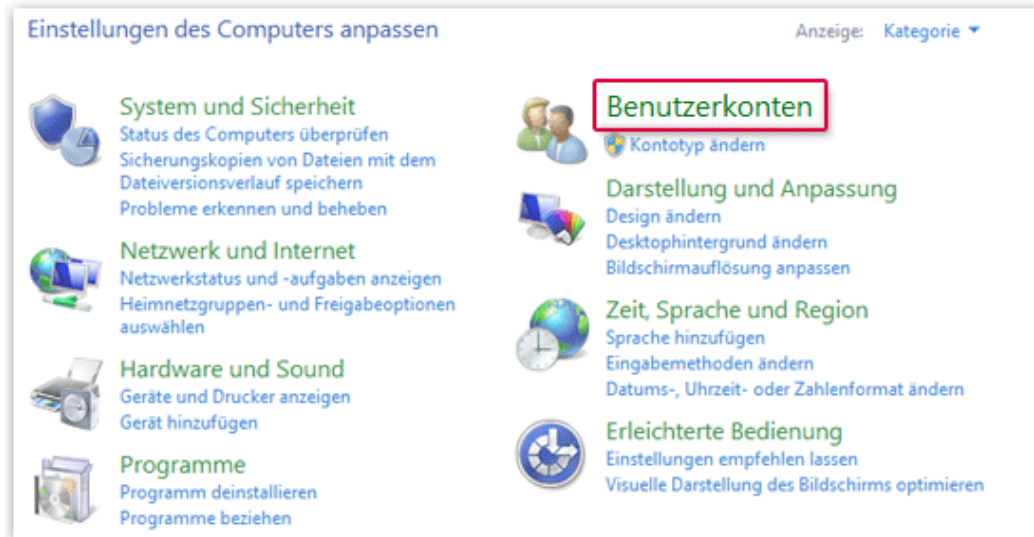 Einstellungen des Computers anpassen
Anzeige: Kategorie
System und Sicherheit
Status des Computers überprüfen
Sicherungskopien von Dateien mit dem
Dateiversionsverlauf speichern
Probleme erkennen und beheben
Netzwerk und Internet
Netzwerkstatus und -aufgaben anzeigen
Heimnetzgruppen- und Freigabeoptionen
auswählen
Hardware und Sound
Geräte und Drucker anzeigen
Gerät hinzufügen
Programme
Programm deinstallieren
Programme beziehen
Benutzerkonten
Kontotyp ändern
Darstellung und Anpassung
Design ändern
Desktophintergrund ändern
Bildschirmauflösung anpassen
Zeit, Sprache und Region
Sprache hinzufügen
Eingabemethoden ändern
Datums-, Uhrzeit- oder Zahlenformat ändern
Erleichterte Bedienung
Einstellungen empfehlen lassen
Visuelle Darstellung des Bildschirms optimieren